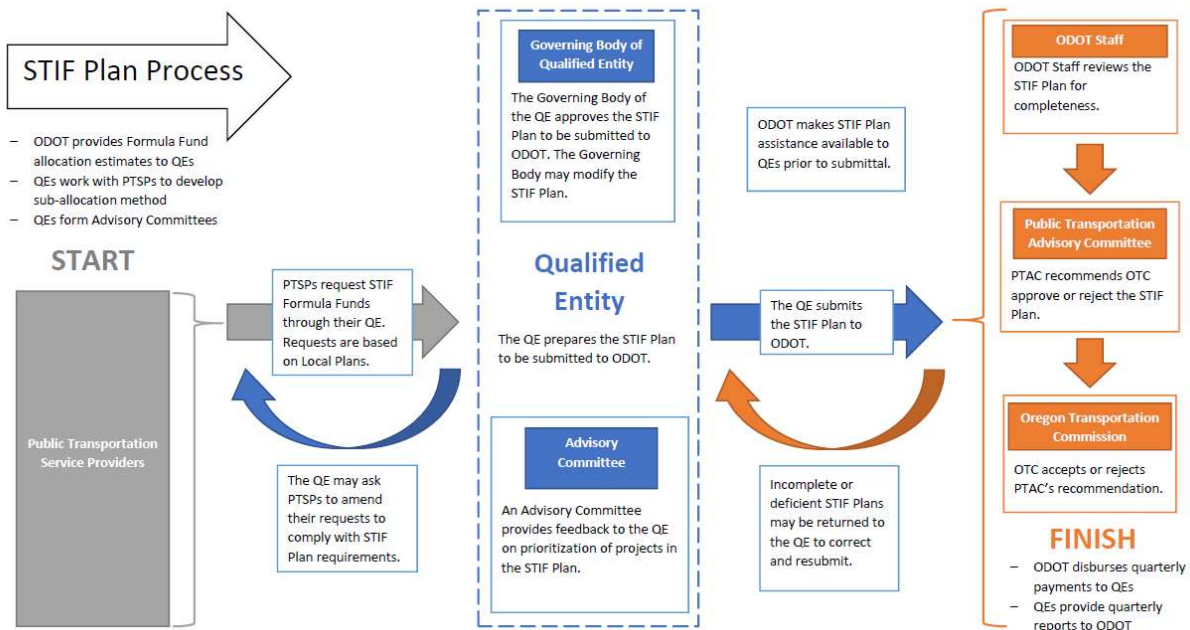 STIF Plan Process
– ODOT provides Formula Fund
allocation estimates to QEs
– QEs work with PTSPs to develop
sub-allocation method
– QEs form Advisory Committees
START
Public Transportation
Service Providers
PTSPs request STIF
Formula Funds
through their QE.
Requests are based
on Local Plans.
The QE may ask
PTSPs to amend
their requests to
comply with STIF
Plan requirements.
Governing Body of
Qualified Entity
The Governing Body of
the QE approves the STIF
Plan to be submitted to
ODOT. The Governing
Body may modify the
STIF Plan.
Qualified
Entity
The QE prepares the STIF Plan
to be submitted to ODOT.
Advisory
Committee
An Advisory Committee
provides feedback to the QE
on prioritization of projects in
the STIF Plan.
ODOT makes STIF Plan
assistance available to
QEs prior to submittal.
The QE submits
the STIF Plan to
ODOT.
Incomplete or
deficient STIF Plans
may be returned to
the QE to correct
and resubmit.
ODOT Staff
ODOT Staff reviews the
STIF Plan for
completeness.
Public Transportation
Advisory Committee
PTAC recommends OTC
approve or reject the STIF
Plan.
Oregon Transportation
Commission
OTC accepts or rejects
PTAC’s recommendation.
FINISH
– ODOT disburses quarterly
payments to QEs
– QEs provide quarterly
reports to ODOT